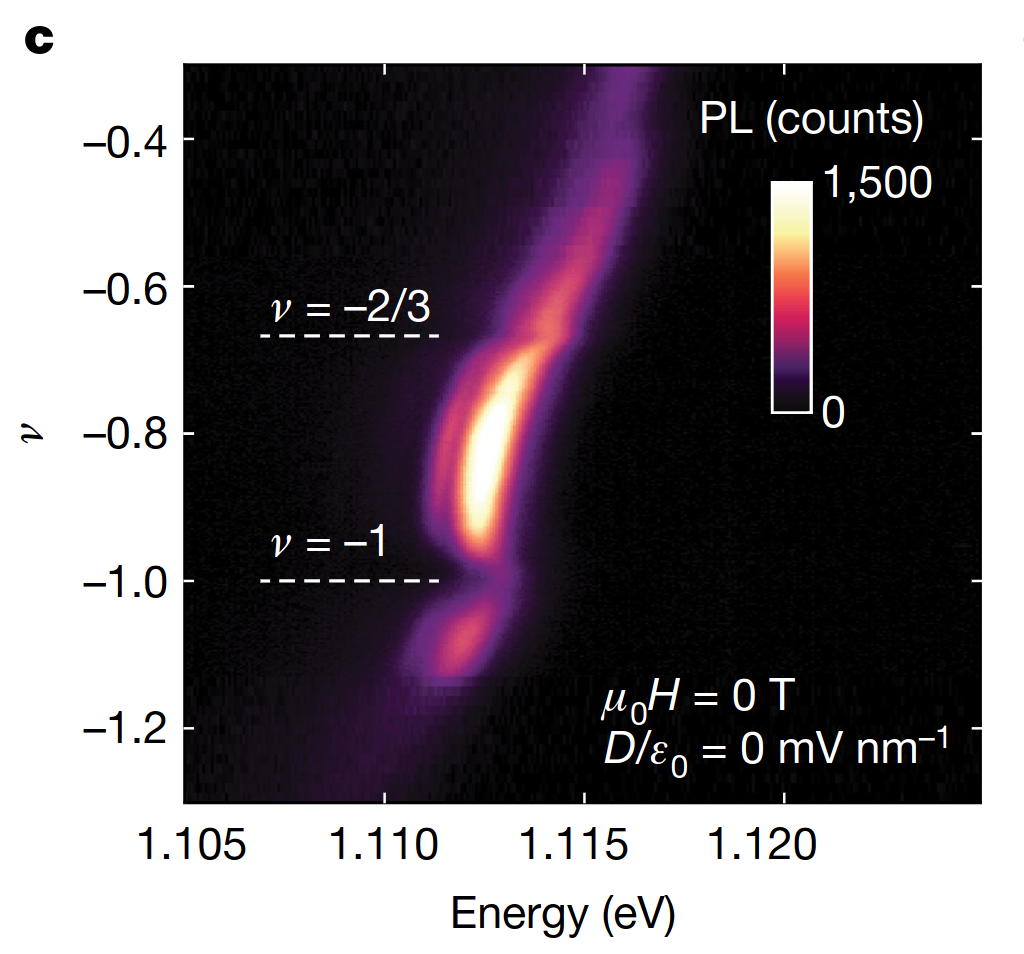 c
PL (counts)
1,500
0
−0.4
−0.6
−0.8
−1.0
−1.2
ν
ν = −2/3
ν = −1
μ₀H = 0 T
D/ε₀ = 0 mV nm⁻¹
1.105 1.110 1.115 1.120
Energy (eV)